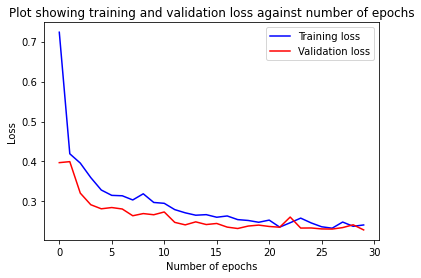 Plot showing training and validation loss against number of epochs
Training loss
Validation loss
Loss
0.7
0.6
0.5
0.4
0.3
0 5 10 15 20 25 30
Number of epochs